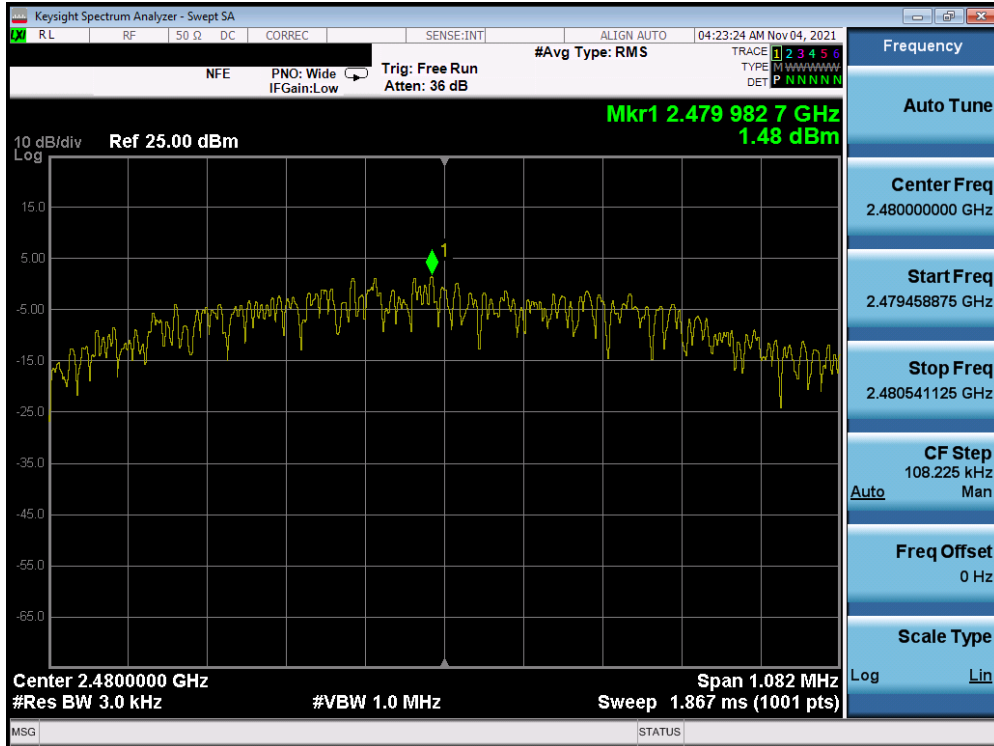 Keysight Spectrum Analyzer - Swept SA
LXI RL RF 50 Ω DC CORREC SENSE:INT ALIGN AUTO 04:23:24 AM Nov 04, 2021
NFE PNO: Wide Trig: Free Run #Avg Type: RMS TRACE 1 2 3 4 5 6
IFGain:Low Atten: 36 dB TYPE M WWWWW
DET P N N N N N
Mkr1 2.479 982 7 GHz
1.48 dBm
10 dB/div Ref 25.00 dBm
Log
15.0
5.00
-5.00
-15.0
-25.0
-35.0
-45.0
-55.0
-65.0
1
Center 2.4800000 GHz Span 1.082 MHz
#Res BW 3.0 kHz #VBW 1.0 MHz Sweep 1.867 ms (1001 pts)
MSG STATUS
Frequency
Auto Tune
Center Freq
2.480000000 GHz
Start Freq
2.479458875 GHz
Stop Freq
2.480541125 GHz
CF Step
108.225 kHz
Auto Man
Freq Offset
0 Hz
Scale Type
Log Lin